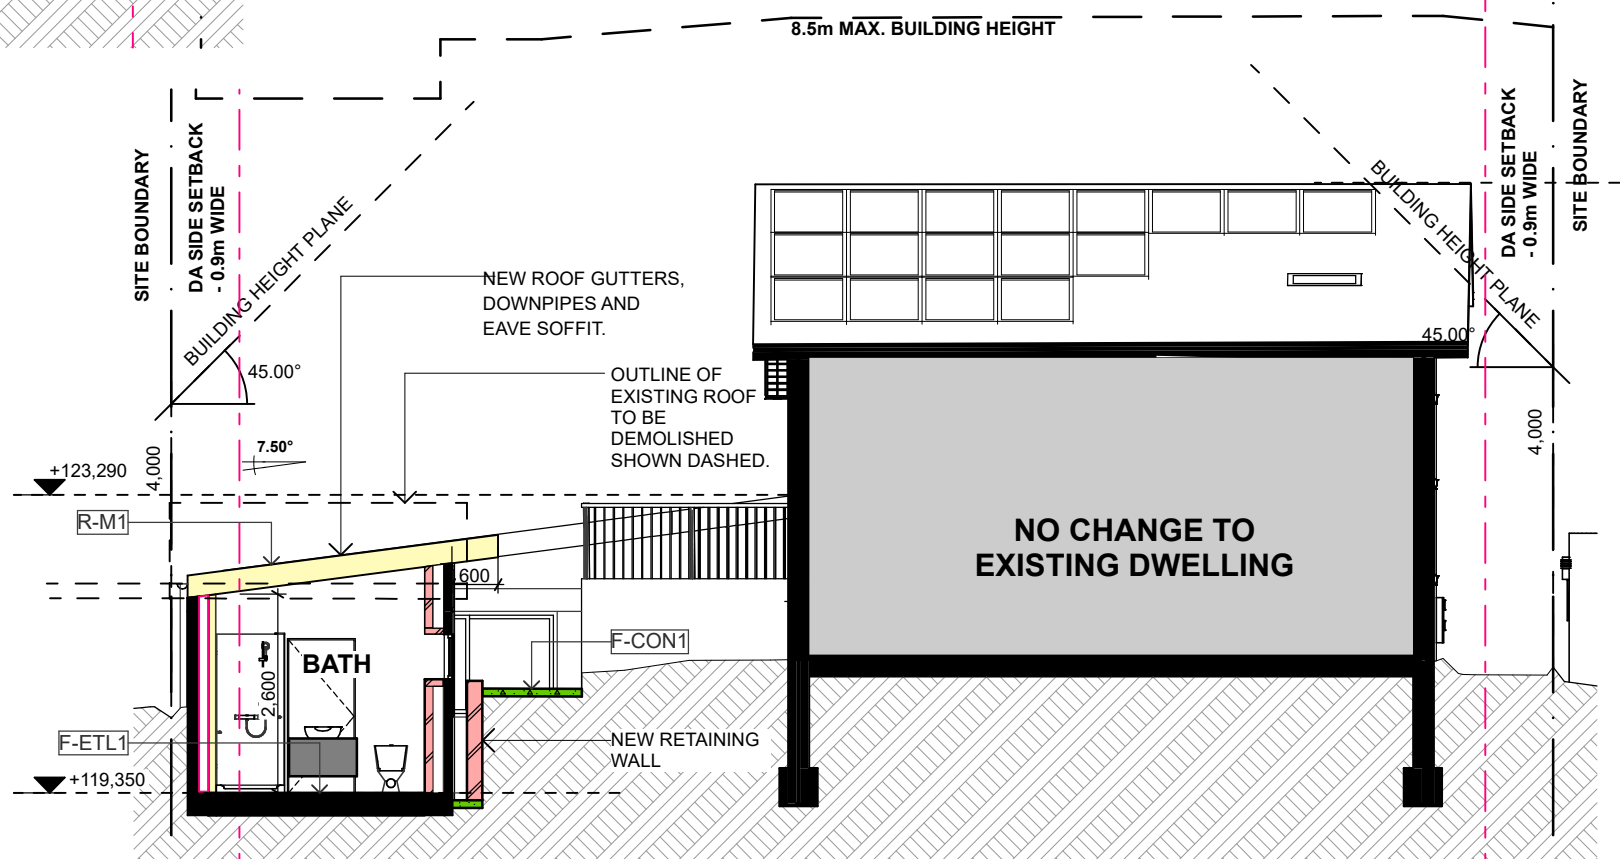 8.5m MAX. BUILDING HEIGHT
SITE BOUNDARY
DA SIDE SETBACK
- 0.9m WIDE
BUILDING HEIGHT PLANE
45.00°
7.50°
4,000
+123,290
R-M1
NEW ROOF GUTTERS,
DOWNPIPES AND
EAVE SOFFIT.
OUTLINE OF
EXISTING ROOF
TO BE
DEMOLISHED
SHOWN DASHED.
600
BATH
2,600
F-CON1
F-ETL1
+119,350
NEW RETAINING
WALL
NO CHANGE TO
EXISTING DWELLING
BUILDING HEIGHT PLANE
45.00°
DA SIDE SETBACK
- 0.9m WIDE
SITE BOUNDARY
4,000